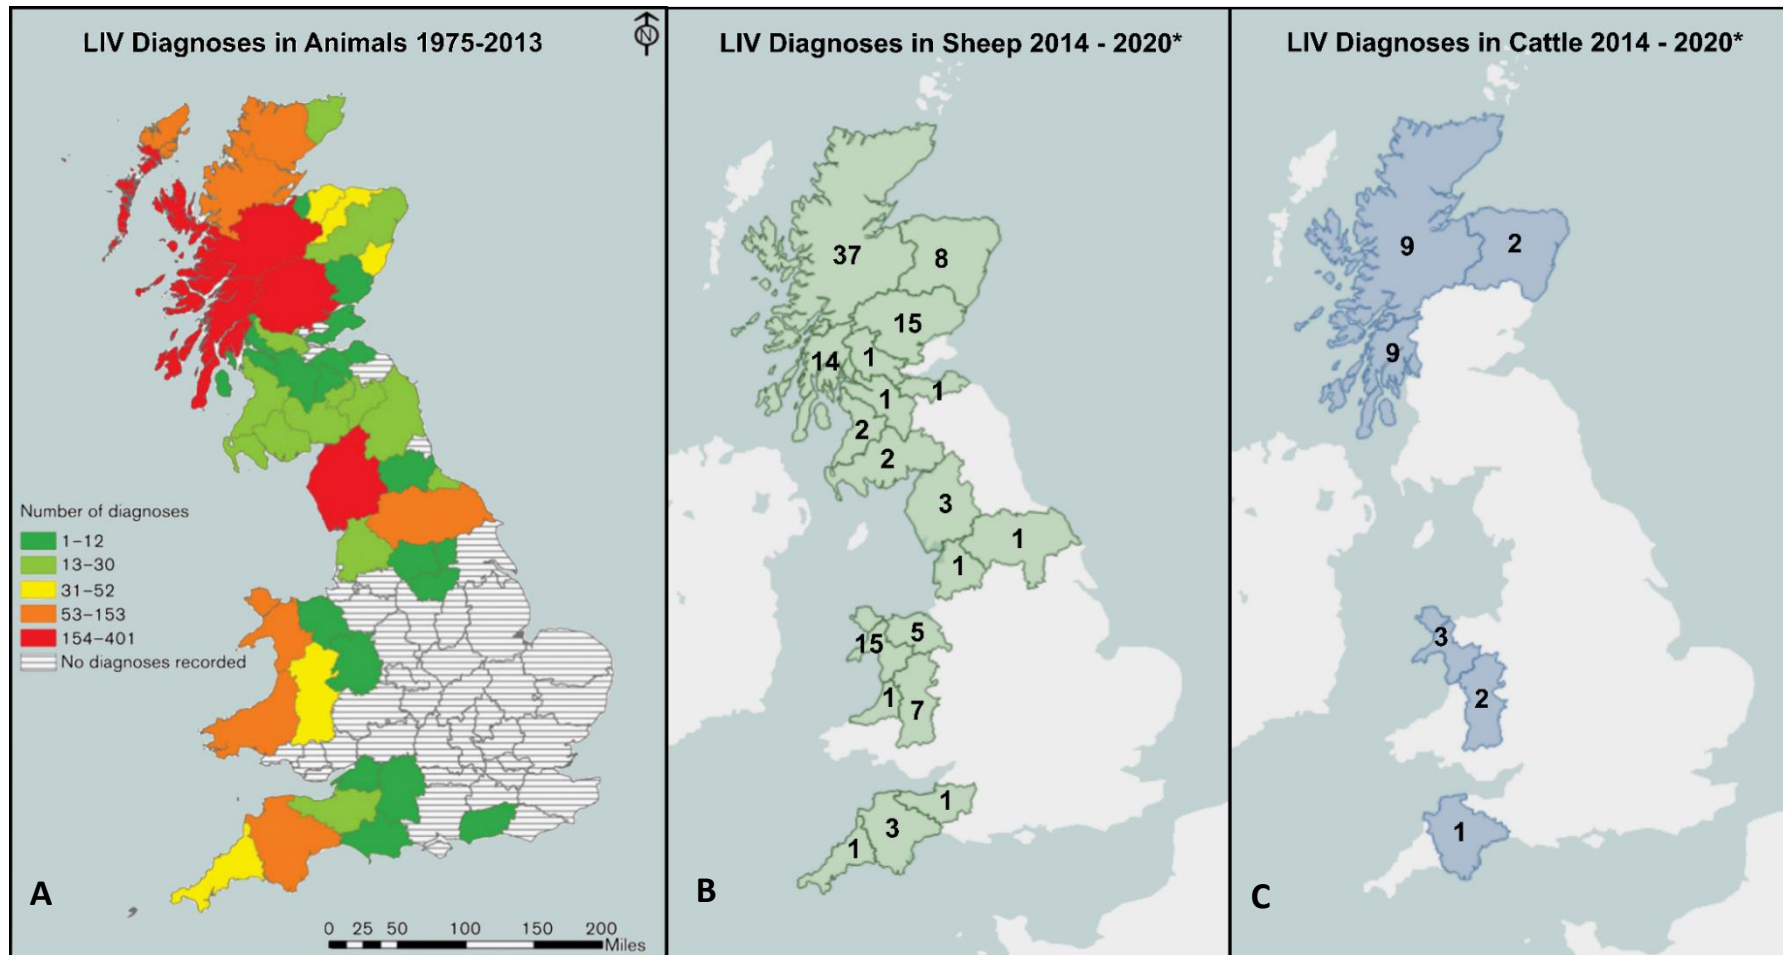 LIV Diagnoses in Animals 1975-2013
N
Number of diagnoses
1–12
13–30
31–52
53–153
154–401
No diagnoses recorded
A
0 25 50 100 150 200
Miles
LIV Diagnoses in Sheep 2014 - 2020*
37
8
15
14
1
1
1
2
2
3
1
1
15
5
1
7
1
3
1
B
LIV Diagnoses in Cattle 2014 - 2020*
9
2
9
3
2
1
C